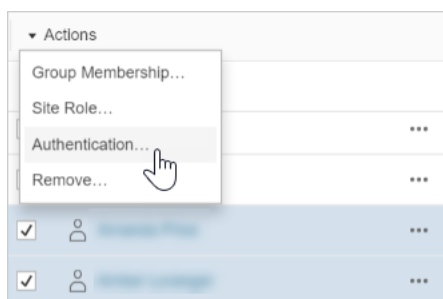 Actions
Group Membership...
Site Role...
Authentication...
Remove...